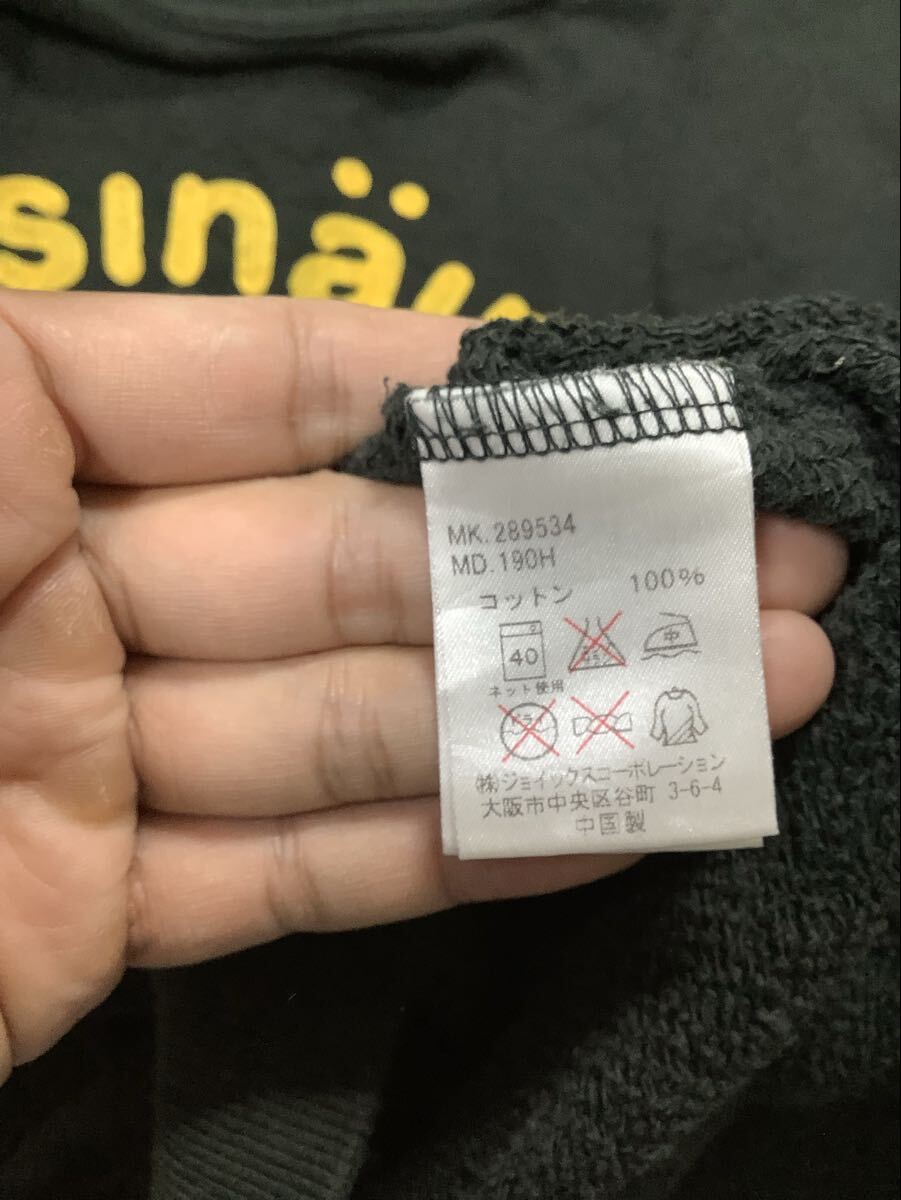 sinä
MK.289534
MD.190H
コットン 100%
40 中
ネット使用
㈱ジョイックスコーポレーション
大阪市中央区谷町 3-6-4
中国製